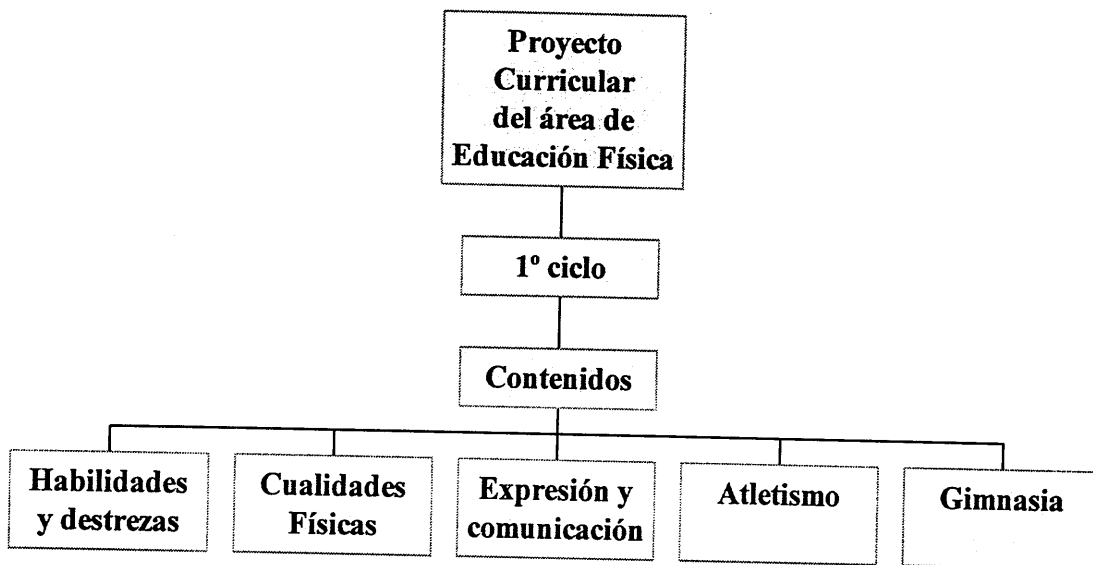 Proyecto
Curricular
del área de
Educación Física
1º ciclo
Contenidos
Habilidades
y destrezas
Cualidades
Físicas
Expresión y
comunicación
Atletismo
Gimnasia